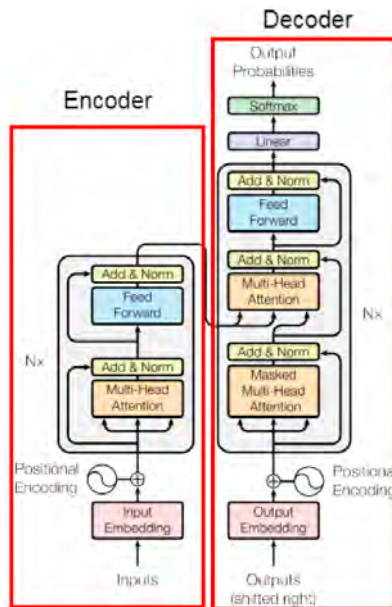 Decoder
Output
Probabilities
Softmax
Linear
Add & Norm
Feed
Forward
Add & Norm
Multi-Head
Attention
Add & Norm
Masked
Multi-Head
Attention
Nx
Positional
Encoding
Output
Embedding
Outputs
(shifted right)
Encoder
Add & Norm
Feed
Forward
Nx
Add & Norm
Multi-Head
Attention
Positional
Encoding
Input
Embedding
Inputs